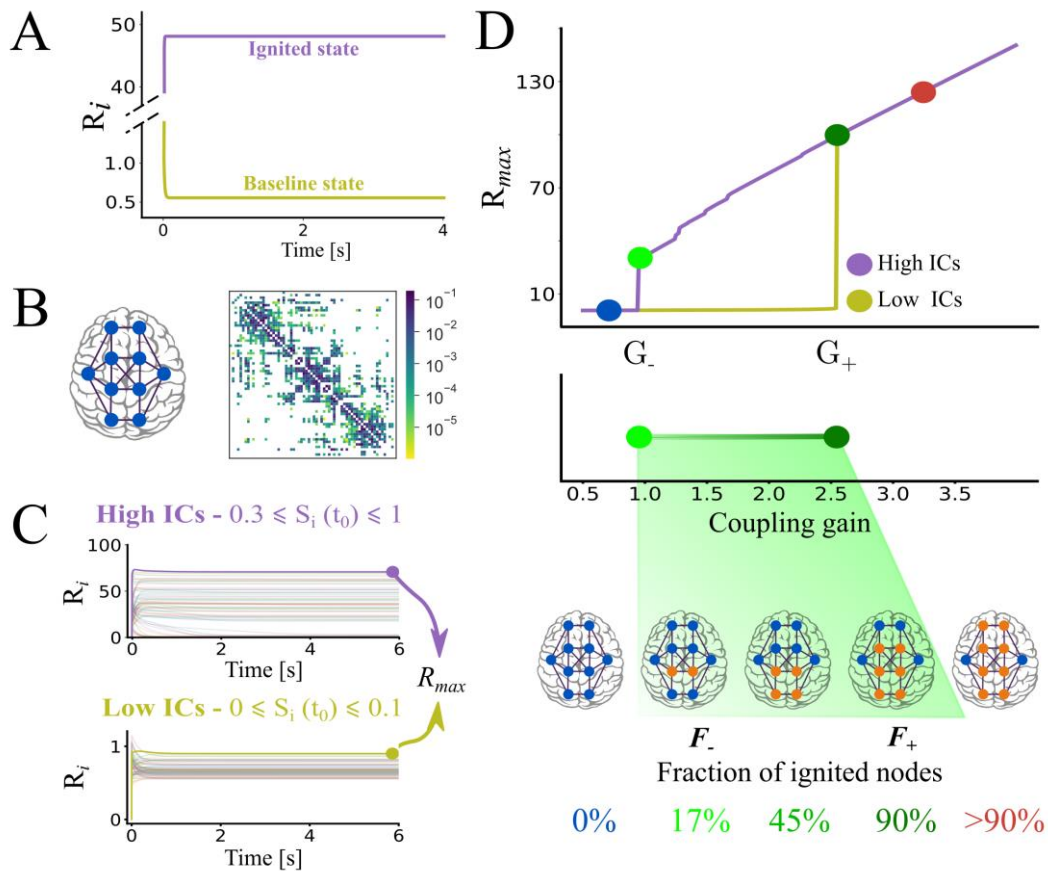 A
50
40
R_i
1.0
0.5
Ignited state
Baseline state
0
2
4
Time [s]
B
10^-1
10^-2
10^-3
10^-4
10^-5
C
High ICs - 0.3 ⩽ S_i (t_0) ⩽ 1
R_i
100
50
0
0
2
4
6
Time [s]
R_max
Low ICs - 0 ⩽ S_i (t_0) ⩽ 0.1
R_i
1
0
0
2
4
6
Time [s]
D
R_max
130
70
10
High ICs
Low ICs
G_-
G_+
0.5
1.0
1.5
2.0
2.5
3.0
3.5
Coupling gain
F_-
F_+
Fraction of ignited nodes
0%
17%
45%
90%
>90%